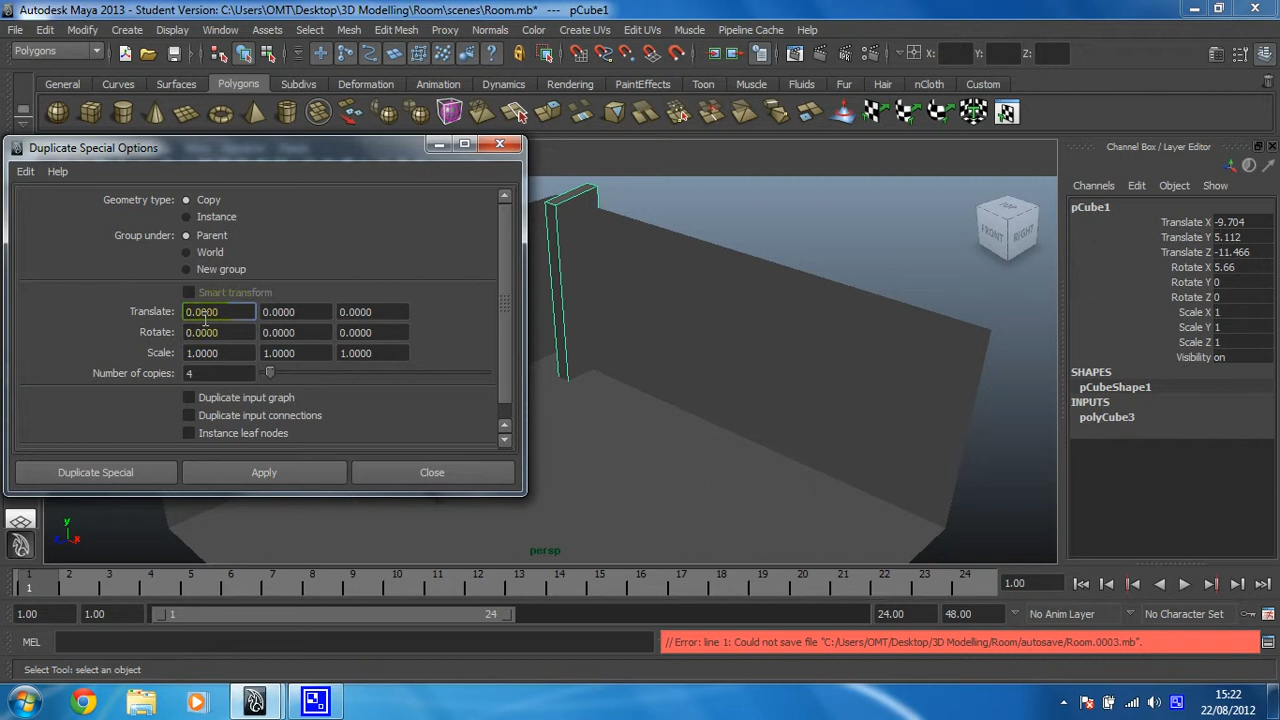 Autodesk Maya 2013 - Student Version: C:\Users\OMT\Desktop\3D Modelling\Room\scenes\Room.mb* --- pCube1
File Edit Modify Create Display Window Assets Select Mesh Edit Mesh Proxy Normals Color Create UVs Edit UVs Muscle Pipeline Cache Help
Polygons X: Y: Z:
General Curves Surfaces Polygons Subdivs Deformation Animation Dynamics Rendering PaintEffects Toon Muscle Fluids Fur Hair nCloth Custom
Duplicate Special Options
Edit Help
Geometry type: Copy
Instance
Group under: Parent
World
New group
Smart transform
Translate: 0.0000 0.0000 0.0000
Rotate: 0.0000 0.0000 0.0000
Scale: 1.0000 1.0000 1.0000
Number of copies: 4
Duplicate input graph
Duplicate input connections
Instance leaf nodes
Duplicate Special Apply Close
TOP
FRONT RIGHT
persp
y
x
Channel Box / Layer Editor
Channels Edit Object Show
pCube1
Translate X -9.704
Translate Y 5.112
Translate Z -11.466
Rotate X 5.66
Rotate Y 0
Rotate Z 0
Scale X 1
Scale Y 1
Scale Z 1
Visibility on
SHAPES
pCubeShape1
INPUTS
polyCube3
1 2 3 4 5 6 7 8 9 10 11 12 13 14 15 16 17 18 19 20 21 22 23 24
1 1.00
1.00 1.00 1 24 24.00 48.00 No Anim Layer No Character Set
MEL // Error: line 1: Could not save file "C:/Users/OMT/Desktop/3D Modelling/Room/autosave/Room.0003.mb".
Select Tool: select an object
15:22
22/08/2012